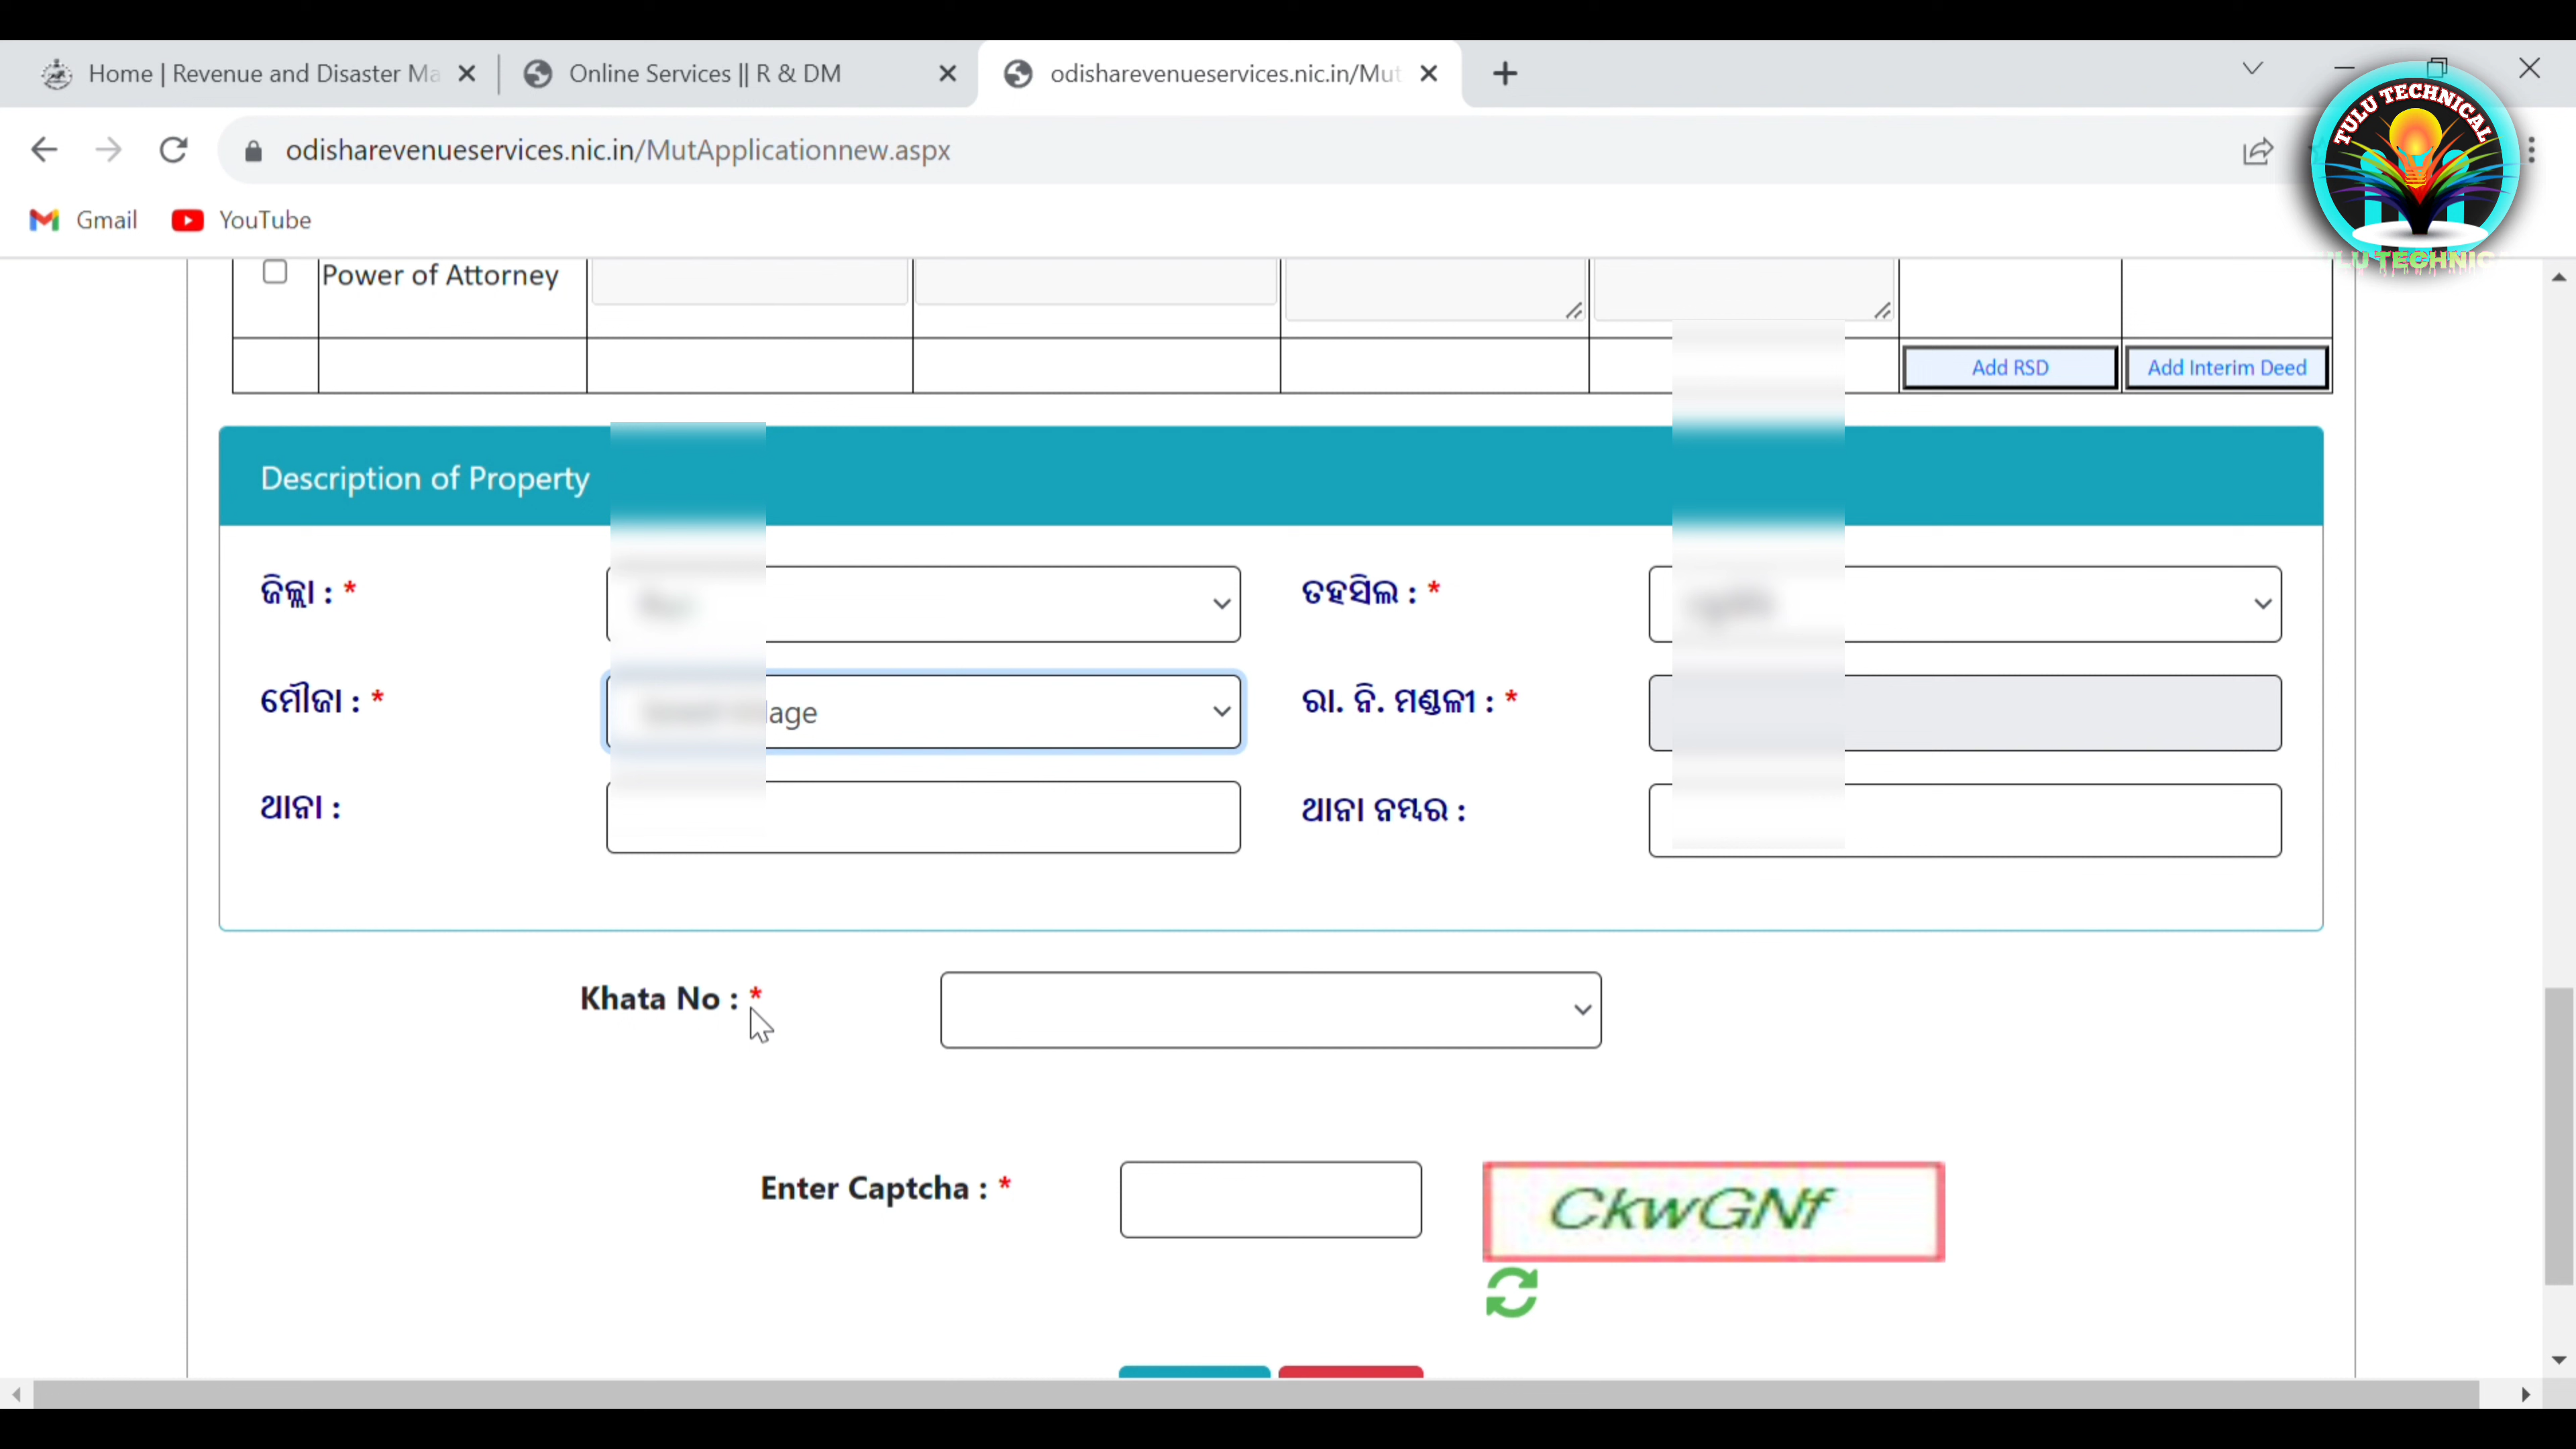 Home | Revenue and Disaster Ma
Online Services || R & DM
odisharevenueservices.nic.in/Mut
odisharevenueservices.nic.in/MutApplicationnew.aspx
TULU TECHNICAL
Gmail
YouTube
Power of Attorney
Add RSD
Add Interim Deed
Description of Property
ଜିଲ୍ଲା : *
ତହସିଲ : *
ମୌଜା : *
lage
ରା. ନି. ମଣ୍ଡଳୀ : *
ଥାନା :
ଥାନା ନମ୍ବର :
Khata No : *
Enter Captcha : *
CkwGNf